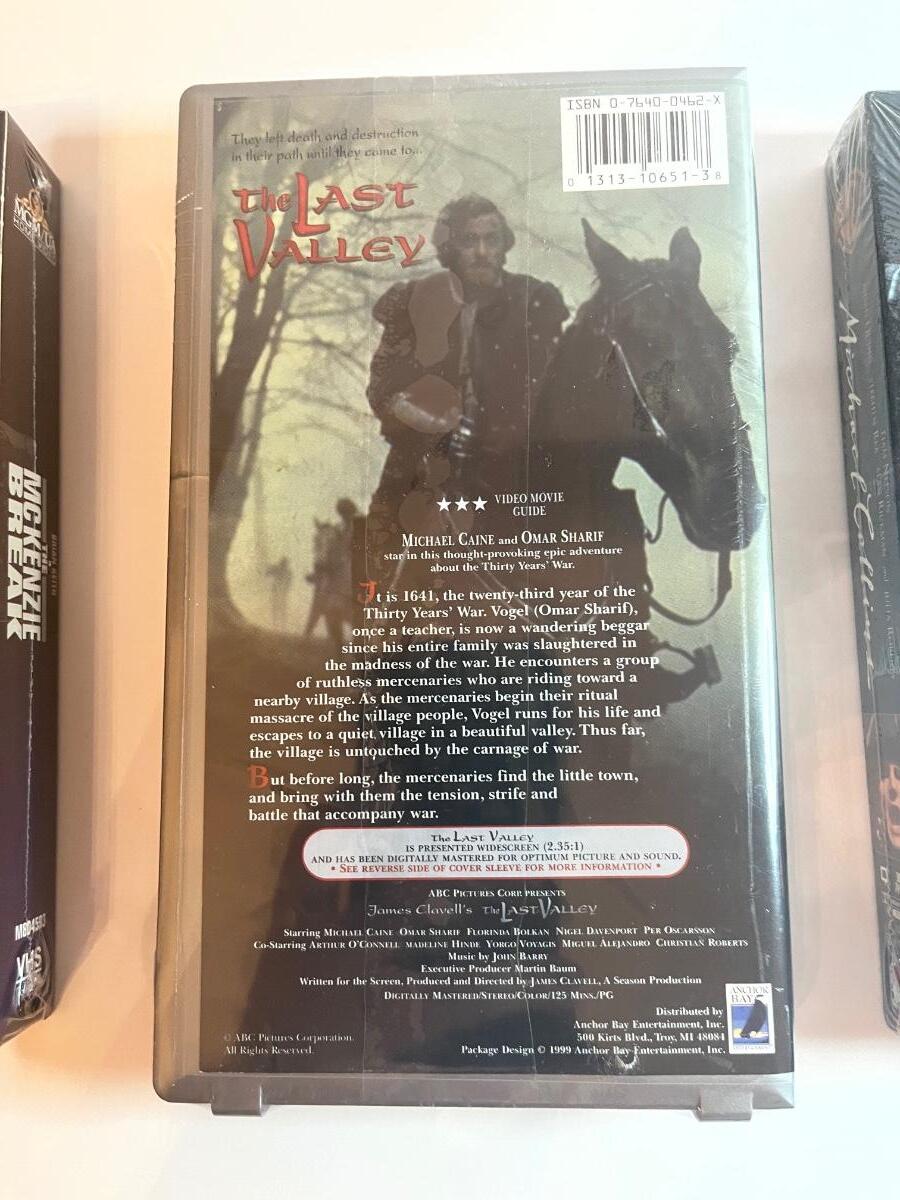 They left death and destruction
in their path until they came to...
The LAST
VALLEY
ISBN 0-7640-0462-X
0 1313-10651-3 8
★★★ VIDEO MOVIE
GUIDE
MICHAEL CAINE and OMAR SHARIF
star in this thought-provoking epic adventure
about the Thirty Years' War.
It is 1641, the twenty-third year of the
Thirty Years' War. Vogel (Omar Sharif),
once a teacher, is now a wandering beggar
since his entire family was slaughtered in
the madness of the war. He encounters a group
of ruthless mercenaries who are riding toward a
nearby village. As the mercenaries begin their ritual
massacre of the village people, Vogel runs for his life and
escapes to a quiet village in a beautiful valley. Thus far,
the village is untouched by the carnage of war.
But before long, the mercenaries find the little town,
and bring with them the tension, strife and
battle that accompany war.
The LAST VALLEY
IS PRESENTED WIDESCREEN (2.35:1)
AND HAS BEEN DIGITALLY MASTERED FOR OPTIMUM PICTURE AND SOUND.
• SEE REVERSE SIDE OF COVER SLEEVE FOR MORE INFORMATION •
ABC PICTURES CORP. PRESENTS
James Clavell's The LAST VALLEY
Starring MICHAEL CAINE OMAR SHARIF FLORINDA BOLKAN NIGEL DAVENPORT PER OSCARSSON
Co-Starring ARTHUR O'CONNELL MADELINE HINDE YORGO VOYAGIS MIGUEL ALEJANDRO CHRISTIAN ROBERTS
Music by JOHN BARRY
Executive Producer Martin Baum
Written for the Screen, Produced and Directed by JAMES CLAVELL, A Season Production
DIGITALLY MASTERED/STEREO/COLOR/125 MINS./PG
Distributed by
Anchor Bay Entertainment, Inc.
500 Kirts Blvd., Troy, MI 48084
Package Design © 1999 Anchor Bay Entertainment, Inc.
© ABC Pictures Corporation.
All Rights Reserved.
ANCHOR
BAY
MGM/UA
HOME
BRIAN KEITH
THE
MCKENZIE
BREAK
VHS
Michael Collins